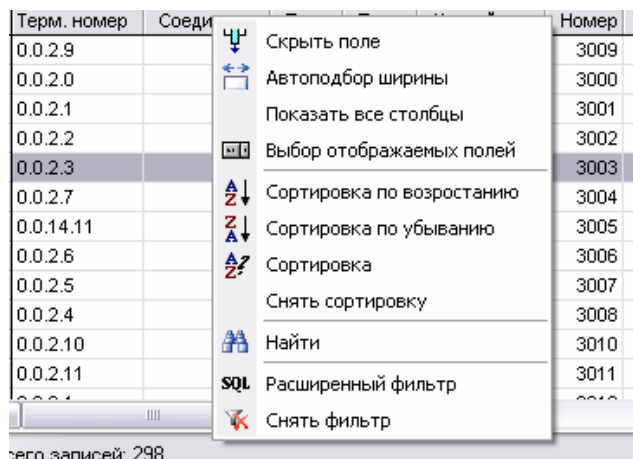 Терм. номер Соеди Номер
0.0.2.9 Скрыть поле 3009
0.0.2.0 Автоподбор ширины 3000
0.0.2.1 Показать все столбцы 3001
0.0.2.2 Выбор отображаемых полей 3002
0.0.2.3 3003
0.0.2.7 Сортировка по возростанию 3004
0.0.14.11 Сортировка по убыванию 3005
0.0.2.6 Сортировка 3006
0.0.2.5 Снять сортировку 3007
0.0.2.4 3008
0.0.2.10 Найти 3010
0.0.2.11 3011
SQL Расширенный фильтр
Снять фильтр
сего записей: 298